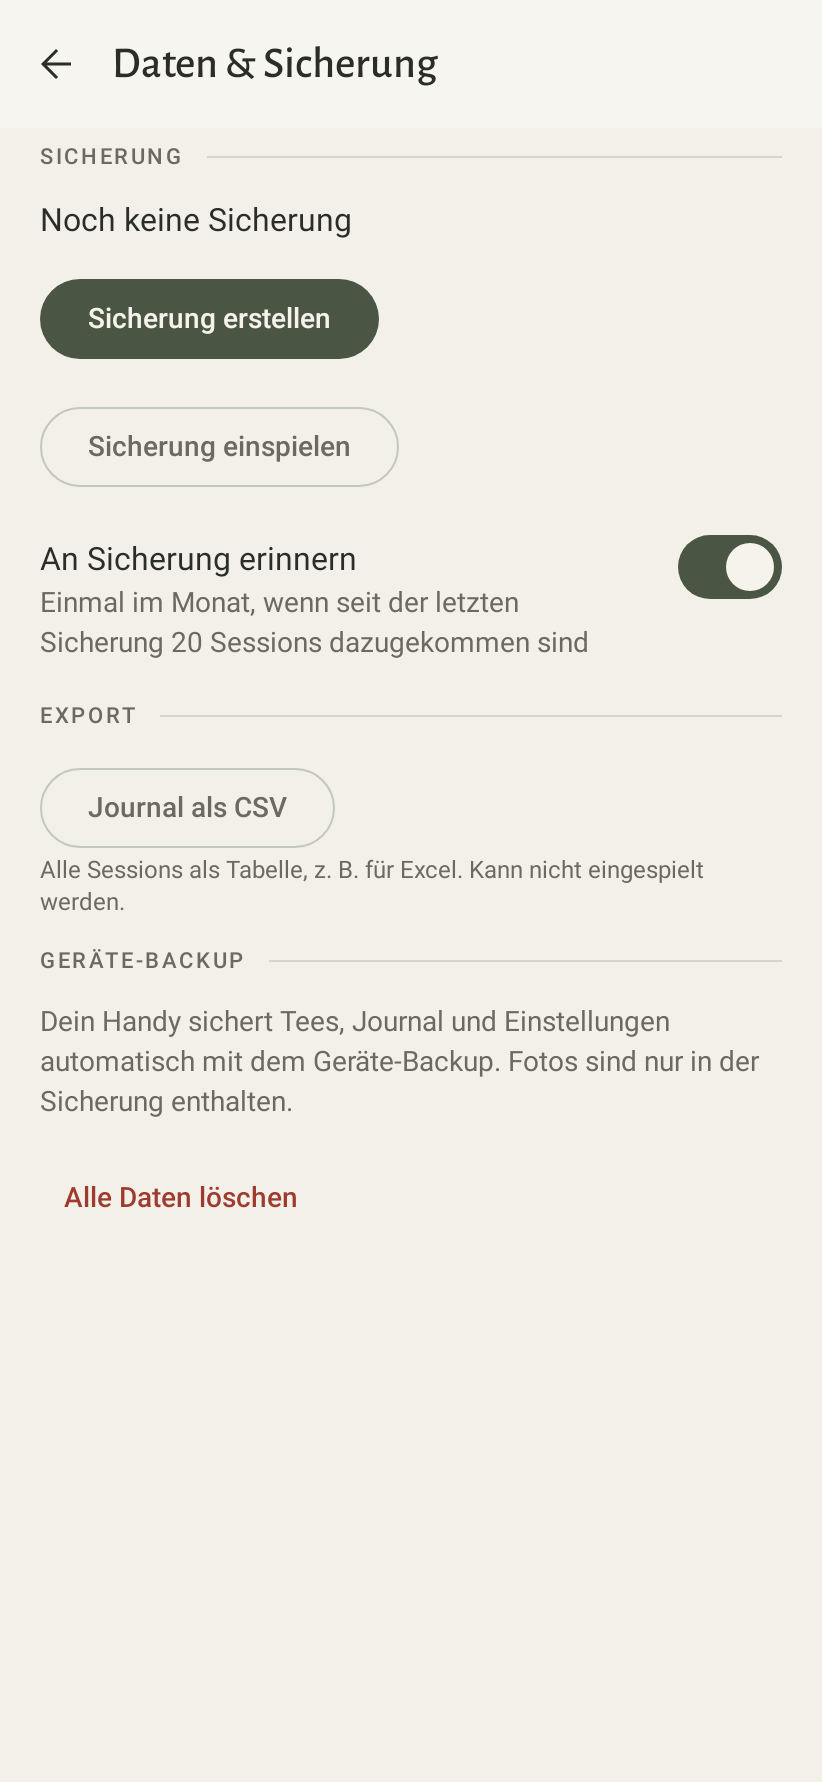 Daten & Sicherung
SICHERUNG
Noch keine Sicherung
Sicherung erstellen
Sicherung einspielen
An Sicherung erinnern
Einmal im Monat, wenn seit der letzten
Sicherung 20 Sessions dazugekommen sind
EXPORT
Journal als CSV
Alle Sessions als Tabelle, z. B. für Excel. Kann nicht eingespielt
werden.
GERÄTE-BACKUP
Dein Handy sichert Tees, Journal und Einstellungen
automatisch mit dem Geräte-Backup. Fotos sind nur in der
Sicherung enthalten.
Alle Daten löschen